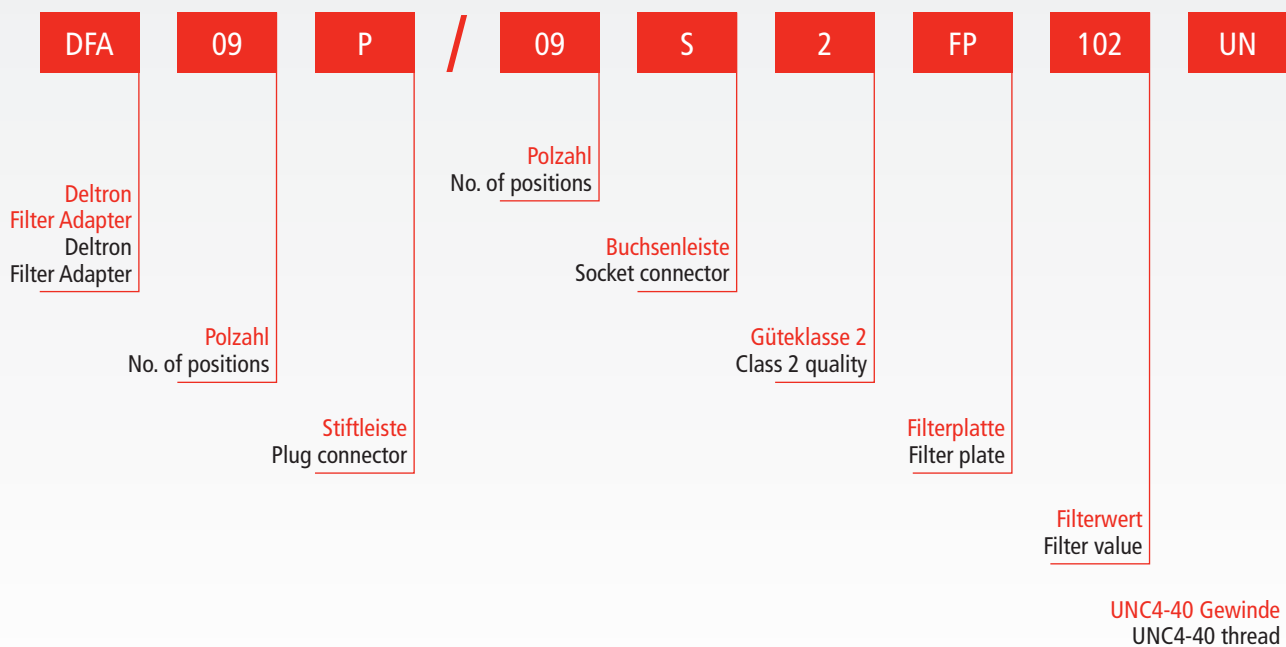 DFA 09 P / 09 S 2 FP 102 UN
Polzahl
No. of positions
Deltron
Filter Adapter
Deltron
Filter Adapter
Buchsenleiste
Socket connector
Polzahl
No. of positions
Güteklasse 2
Class 2 quality
Stiftleiste
Plug connector
Filterplatte
Filter plate
Filterwert
Filter value
UNC4-40 Gewinde
UNC4-40 thread